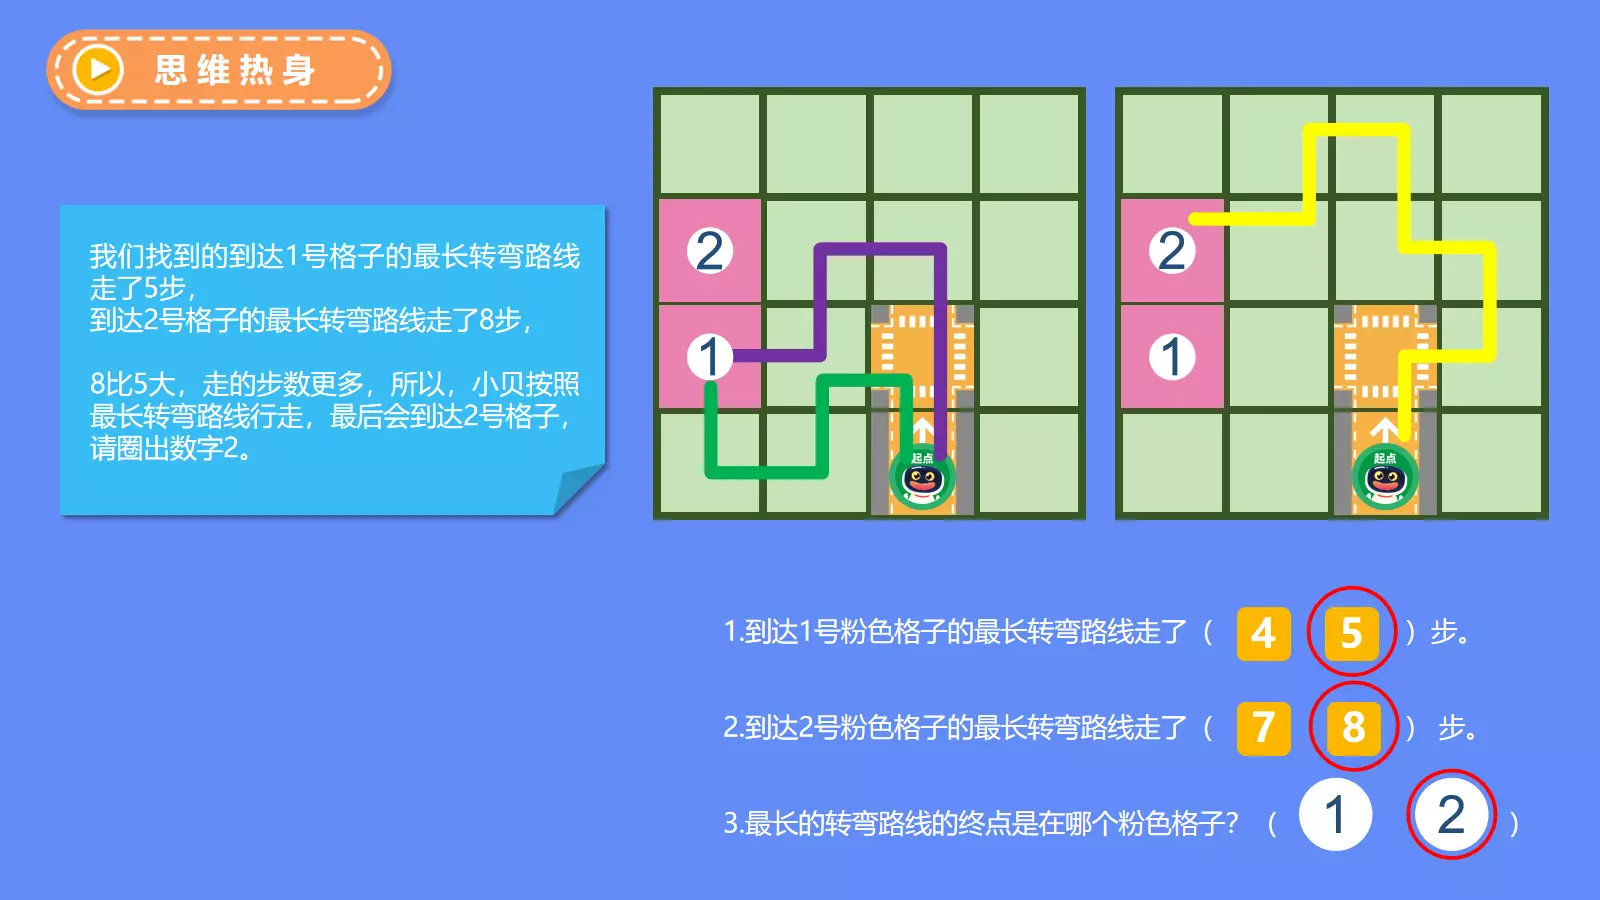 思维热身
我们找到的到达1号格子的最长转弯路线
走了5步,
到达2号格子的最长转弯路线走了8步,
8比5大，走的步数更多，所以，小贝按照
最长转弯路线行走，最后会到达2号格子，
请圈出数字2。
2
1
起点
2
1
起点
1.到达1号粉色格子的最长转弯路线走了（ 4 5 ）步。
2.到达2号粉色格子的最长转弯路线走了（ 7 8 ） 步。
3.最长的转弯路线的终点是在哪个粉色格子？（ 1 2 ）